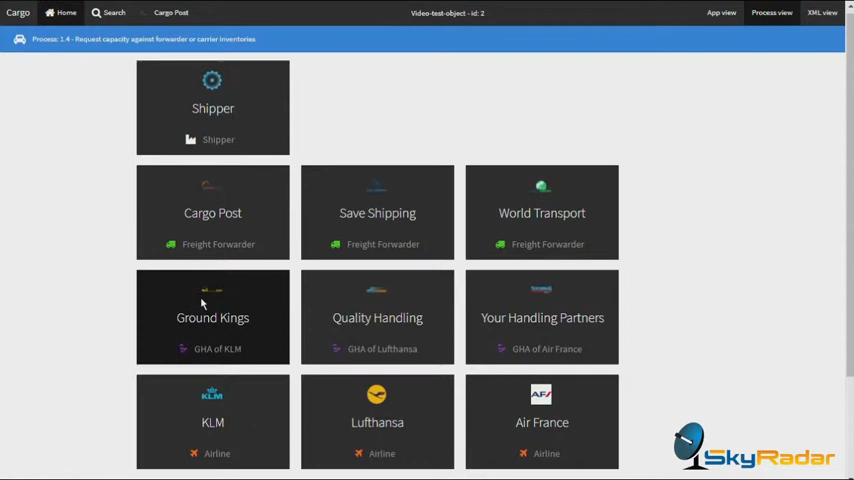 Cargo Home Search Cargo Post Video-test-object - id: 2 App view Process view XML view
Process: 1.4 - Request capacity against forwarder or carrier inventories
Shipper
Shipper
Cargo Post Save Shipping World Transport
Freight Forwarder Freight Forwarder Freight Forwarder
Ground Kings Quality Handling Your Handling Partners
GHA of KLM GHA of Lufthansa GHA of Air France
KLM
AF
KLM Lufthansa Air France
Airline Airline Airline
SkyRadar